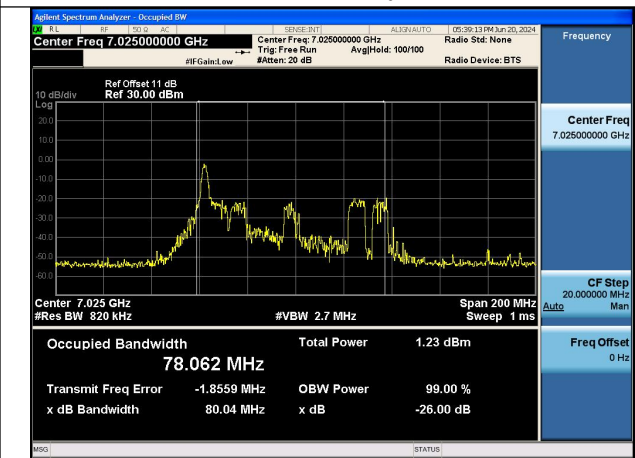 Agilent Spectrum Analyzer - Occupied BW
RL RF 50 Ω AC SENSE:INT ALIGNAUTO 05:39:13 PM Jun 20, 2024
Center Freq 7.025000000 GHz Center Freq: 7.025000000 GHz Radio Std: None
Trig: Free Run Avg|Hold: 100/100
#IFGain:Low #Atten: 20 dB Radio Device: BTS
Ref Offset 11 dB
10 dB/div Ref 30.00 dBm
Log
20.0
10.0
0.00
-10.0
-20.0
-30.0
-40.0
-50.0
-60.0
Center 7.025 GHz Span 200 MHz
#Res BW 820 kHz #VBW 2.7 MHz Sweep 1 ms
Occupied Bandwidth Total Power 1.23 dBm
78.062 MHz
Transmit Freq Error -1.8559 MHz OBW Power 99.00 %
x dB Bandwidth 80.04 MHz x dB -26.00 dB
MSG STATUS
Frequency
Center Freq
7.025000000 GHz
CF Step
20.000000 MHz
Auto Man
Freq Offset
0 Hz